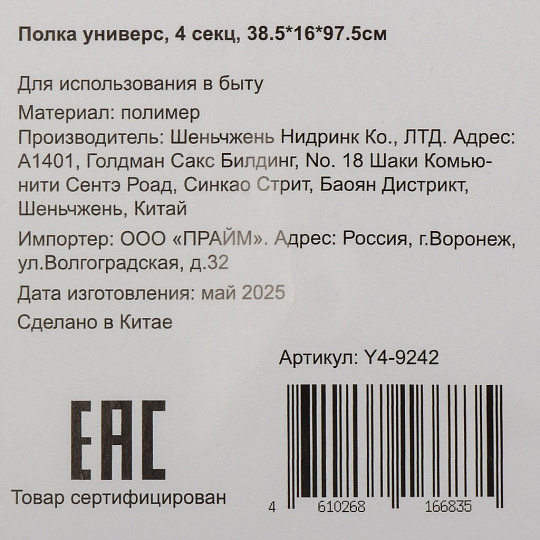 Полка универс, 4 секц, 38.5*16*97.5см
Для использования в быту
Материал: полимер
Производитель: Шеньчжень Нидринк Ко., ЛТД. Адрес:
А1401, Голдман Сакс Билдинг, No. 18 Шаки Комью-
нити Сентэ Роад, Синкао Стрит, Баоян Дистрикт,
Шеньчжень, Китай
Импортер: ООО «ПРАЙМ». Адрес: Россия, г.Воронеж,
ул.Волгоградская, д.32
Дата изготовления: май 2025
Сделано в Китае
Артикул: Y4-9242
EAC
Товар сертифицирован
4 610268 166835